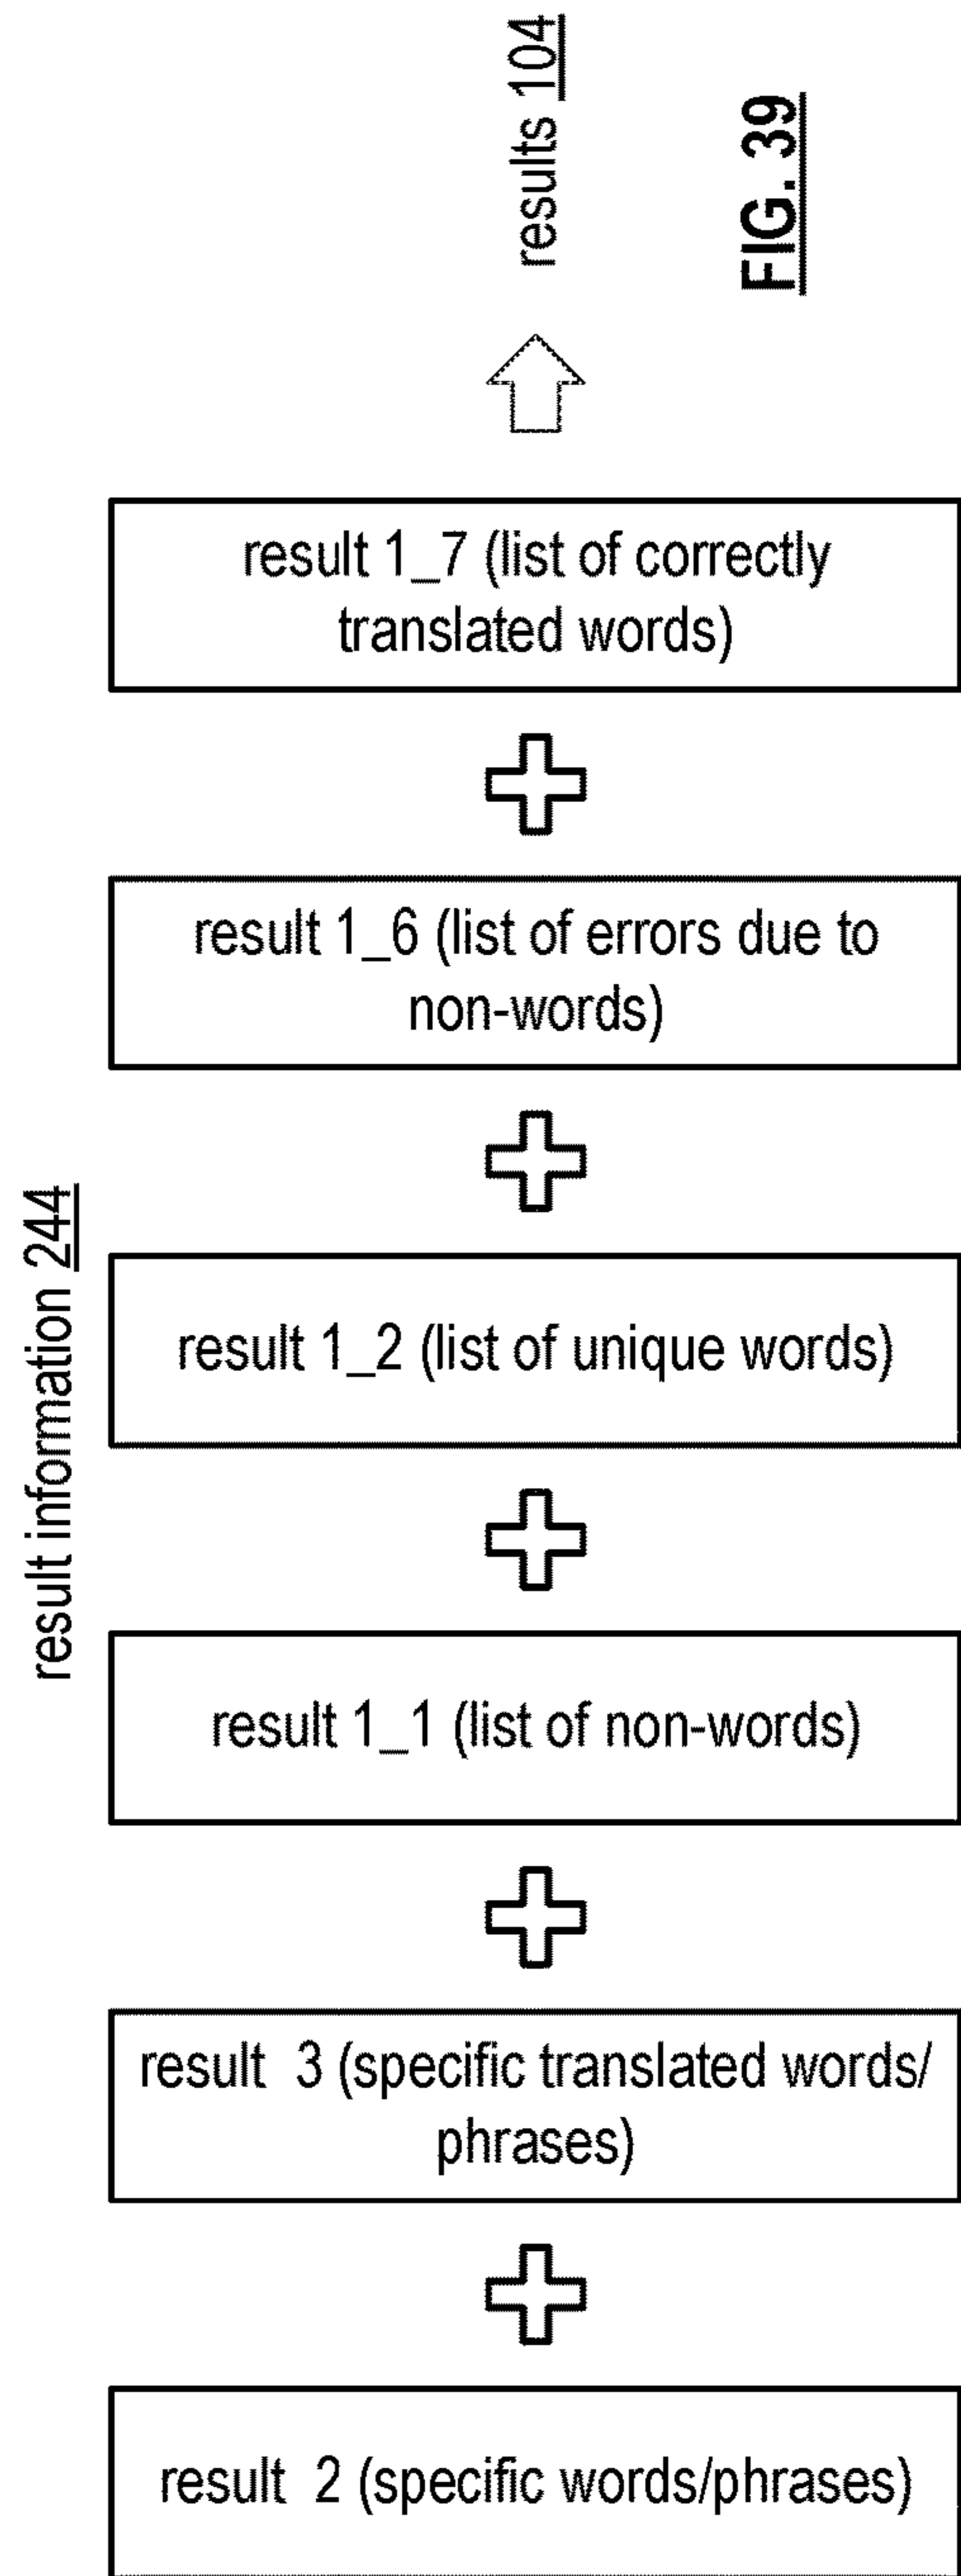 results 104
FIG. 39
result 1_7 (list of correctly
translated words)
result 1_6 (list of errors due to
non-words)
result information 244
result 1_2 (list of unique words)
result 1_1 (list of non-words)
result 3 (specific translated words/
phrases)
result 2 (specific words/phrases)